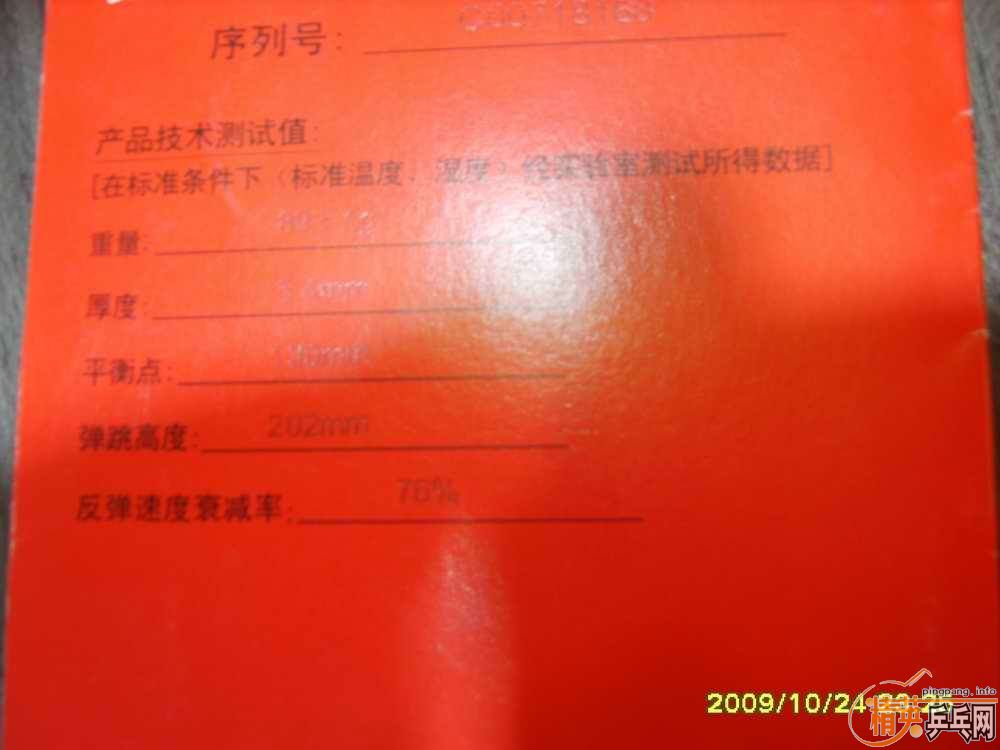 序列号:
产品技术测试值:
[在标准条件下（标准温度、湿度）经实验室测试所得数据]
重量:
厚度:
平衡点:
弹跳高度: 202mm
反弹速度衰减率: 76%
2009/10/24
pingpang.info
精英乒乓网